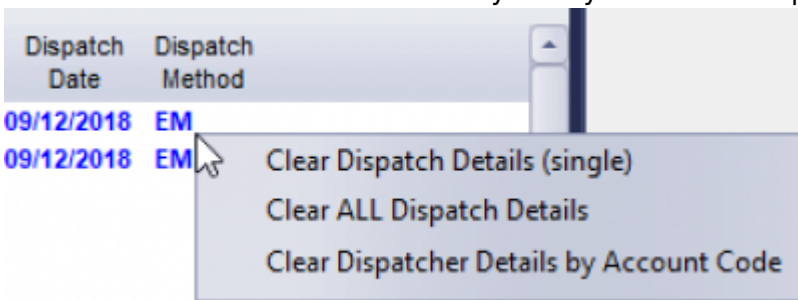 Dispatch Dispatch
Date Method
09/12/2018 EM
09/12/2018 EM
Clear Dispatch Details (single)
Clear ALL Dispatch Details
Clear Dispatcher Details by Account Code